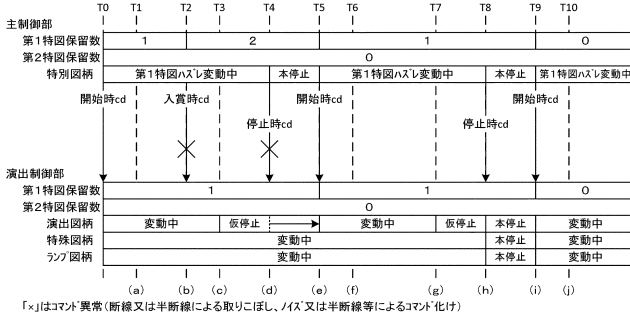 T0 T1 T2 T3 T4 T5 T6 T7 T8 T9 T10
主制御部
第1特図保留数 1 2 1 0
第2特図保留数 0
特別図柄 第1特図ハズレ変動中 本停止 第1特図ハズレ変動中 本停止 第1特図ハズレ変動中
開始時cd 入賞時cd 開始時cd 開始時cd
停止時cd 停止時cd
演出制御部
第1特図保留数 1 1 0
第2特図保留数 0
演出図柄 変動中 仮停止 変動中 仮停止 本停止 変動中
特殊図柄 変動中 本停止 変動中
ランプ図柄 変動中 本停止 変動中
(a) (b) (c) (d) (e) (f) (g) (h) (i) (j)
「×」はコマンド異常(断線又は半断線による取りこぼし、ノイズ又は半断線等によるコマンド化け)